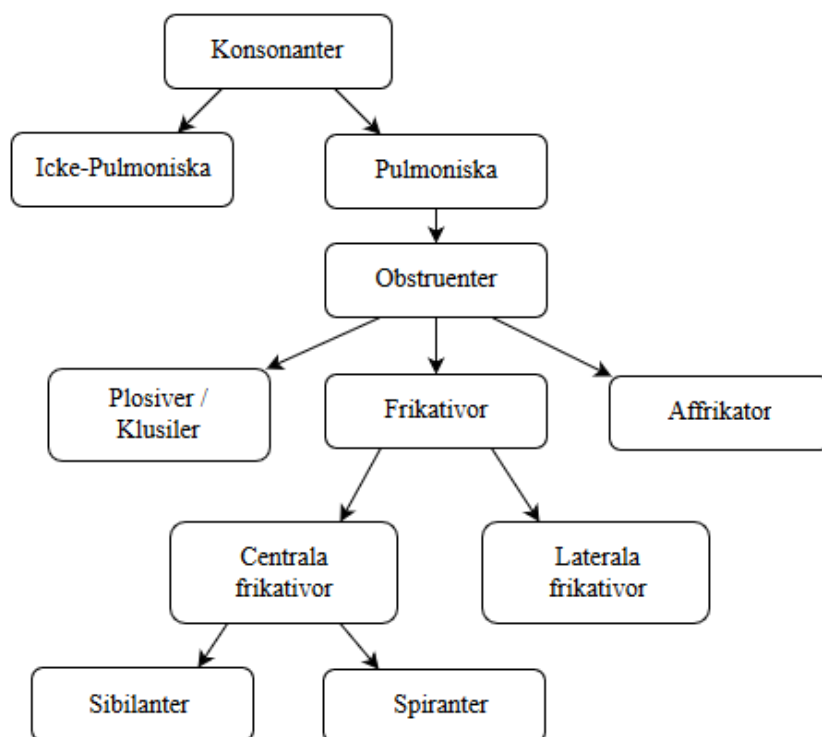 Konsonanter
Icke-Pulmoniska
Pulmoniska
Obstruenter
Plosiver /
Klusiler
Frikativor
Affrikator
Centrala
frikativor
Laterala
frikativor
Sibilanter
Spiranter